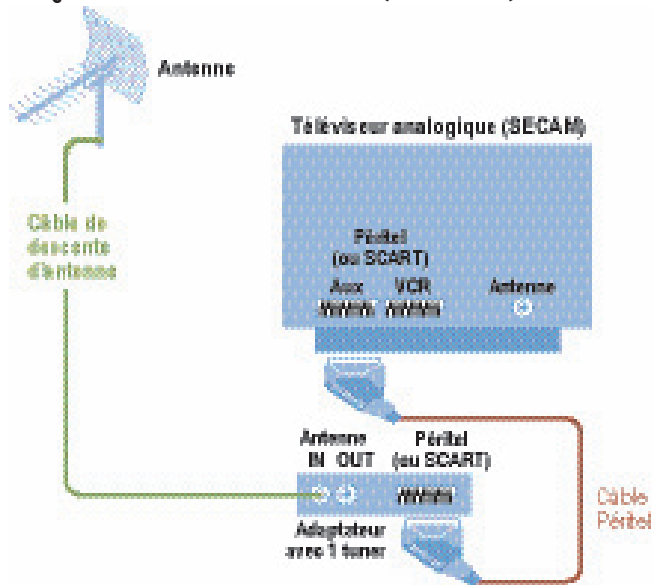 Antenne
Téléviseur analogique (SECAM)
Câble de
descente
d'antenne
Péritel
(ou SCART)
Aux VCR Antenne
Antenne Péritel
IN OUT (ou SCART)
Adaptateur
avec 1 tuner
Câble
Péritel